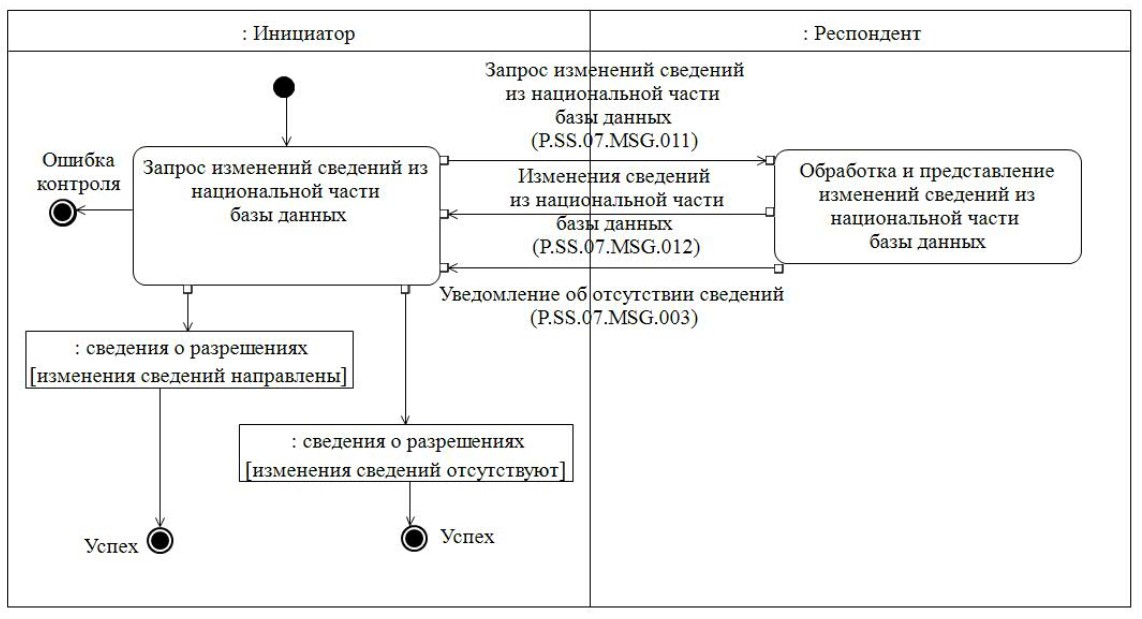 : Инициатор
: Респондент
Запрос изменений сведений
из национальной части
базы данных
(P.SS.07.MSG.011)
Ошибка
контроля
Запрос изменений сведений из
национальной части
базы данных
Изменения сведений
из национальной части
базы данных
(P.SS.07.MSG.012)
Обработка и представление
изменений сведений из
национальной части
базы данных
Уведомление об отсутствии сведений
(P.SS.07.MSG.003)
: сведения о разрешениях
[изменения сведений направлены]
: сведения о разрешениях
[изменения сведений отсутствуют]
Успех
Успех